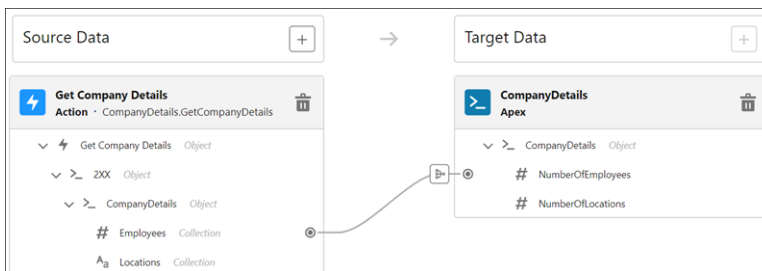 Source Data
Target Data
Get Company Details
Action · CompanyDetails.GetCompanyDetails
CompanyDetails
Apex
Get Company Details Object
2XX Object
CompanyDetails Object
# Employees Collection
Aa Locations Collection
CompanyDetails Object
# NumberOfEmployees
# NumberOfLocations